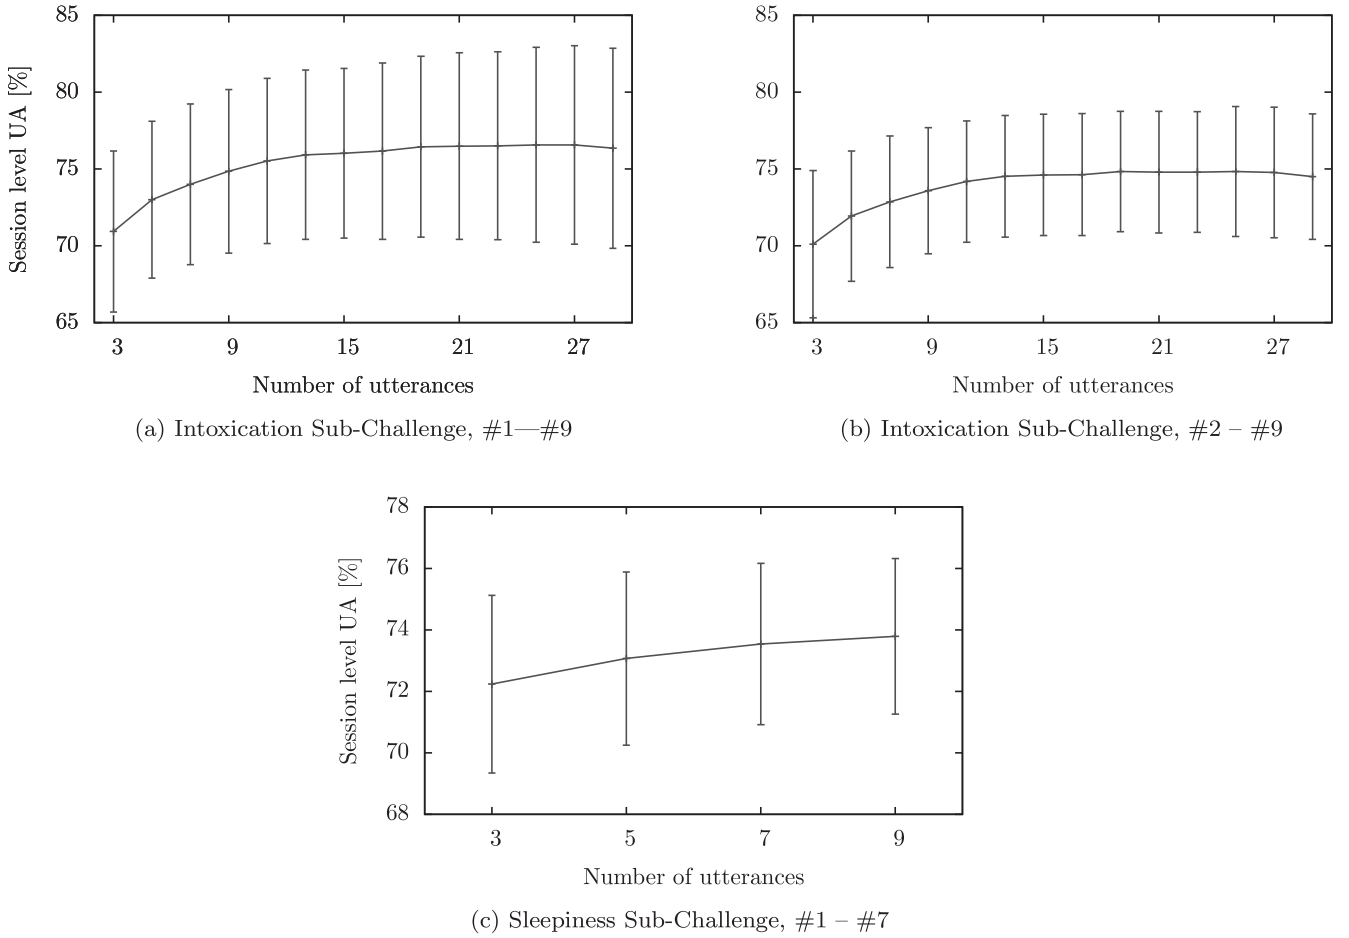 85
80
75
70
65
Session level UA [%]
3 9 15 21 27
Number of utterances
(a) Intoxication Sub-Challenge, #1—#9
85
80
75
70
65
3 9 15 21 27
Number of utterances
(b) Intoxication Sub-Challenge, #2 – #9
78
76
74
72
70
68
Session level UA [%]
3 5 7 9
Number of utterances
(c) Sleepiness Sub-Challenge, #1 – #7